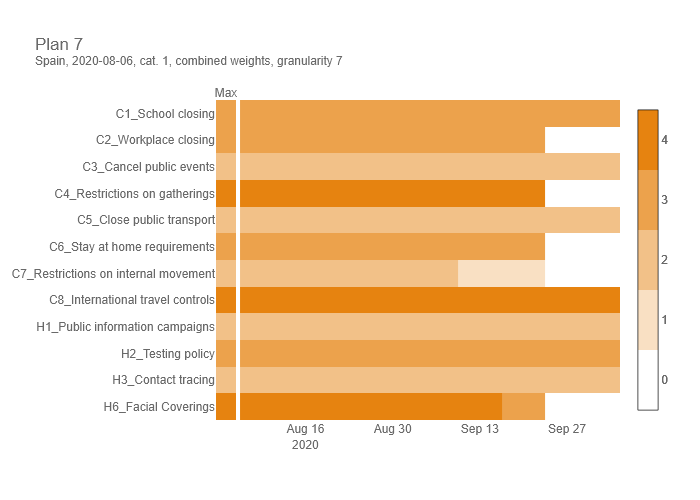 Plan 7
Spain, 2020-08-06, cat. 1, combined weights, granularity 7
Max
C1_School closing
C2_Workplace closing
C3_Cancel public events
C4_Restrictions on gatherings
C5_Close public transport
C6_Stay at home requirements
C7_Restrictions on internal movement
C8_International travel controls
H1_Public information campaigns
H2_Testing policy
H3_Contact tracing
H6_Facial Coverings
Aug 16
2020
Aug 30
Sep 13
Sep 27
4
3
2
1
0